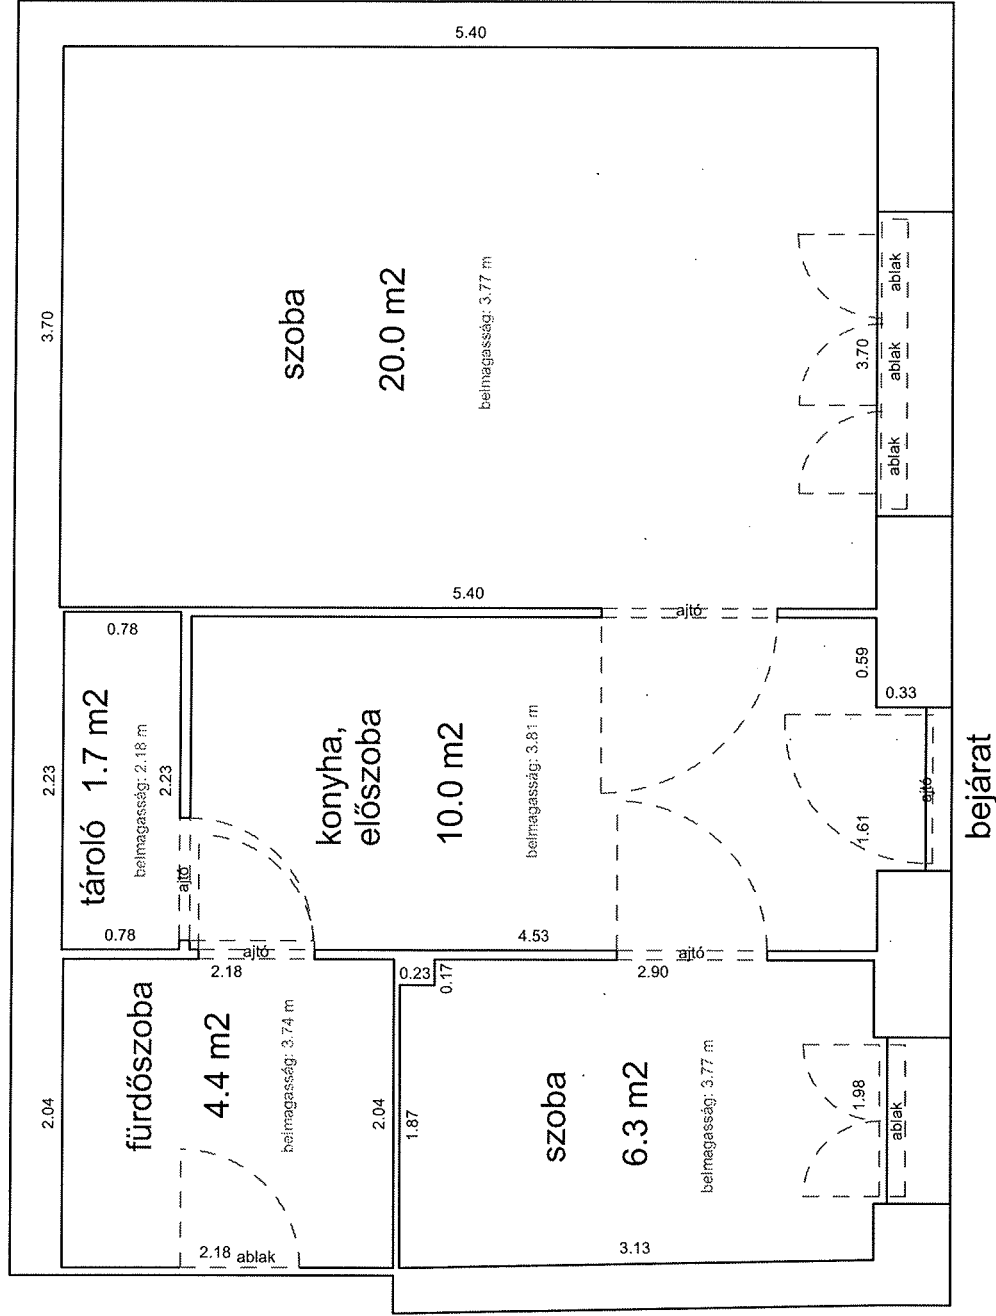 5.40
3.70
szoba
20.0 m2
belmagasság: 3.77 m
ablak
ablak
ablak
3.70
5.40
ajtó
0.78
tároló 1.7 m2
belmagasság: 2.18 m
2.23
2.23
0.78
ajtó
konyha,
előszoba
10.0 m2
belmagasság: 3.81 m
0.59
0.33
1.61
ajtó
bejárat
4.53
ajtó
ajtó
2.18
fürdőszoba
4.4 m2
belmagasság: 3.74 m
2.04
2.04
2.18
ablak
0.23
0.17
2.90
1.87
szoba
6.3 m2
belmagasság: 3.77 m
1.98
ablak
3.13